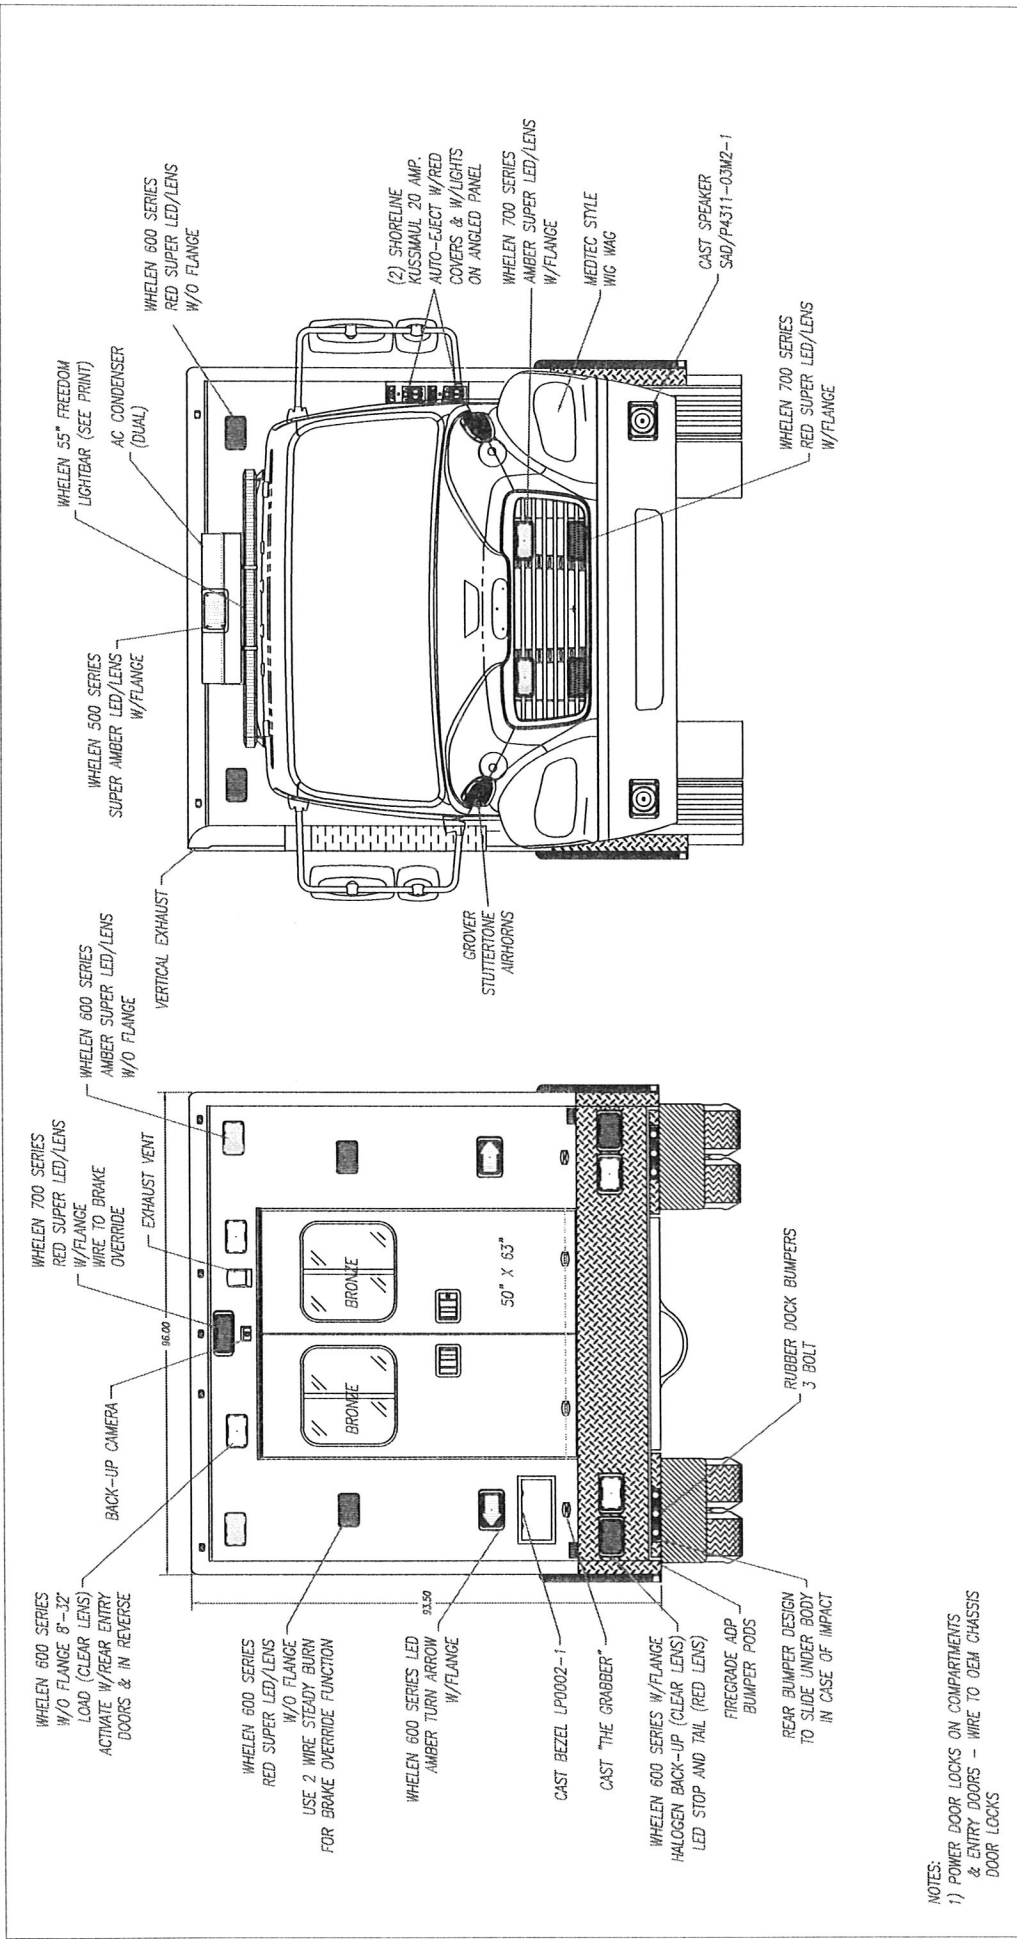 WHELEN 600 SERIES
W/O FLANGE 8°-32°
LOAD (CLEAR LENS)
ACTIVATE W/REAR ENTRY
DOORS & IN REVERSE
BACK-UP CAMERA
WHELEN 700 SERIES
RED SUPER LED/LENS
W/FLANGE
WIRE TO BRAKE
OVERRIDE
EXHAUST VENT
WHELEN 600 SERIES
AMBER SUPER LED/LENS
W/O FLANGE
96.00
93.50
WHELEN 600 SERIES
RED SUPER LED/LENS
W/O FLANGE
USE 2 WIRE STEADY BURN
FOR BRAKE OVERRIDE FUNCTION
WHELEN 600 SERIES LED
AMBER TURN ARROW
W/FLANGE
CAST BEZEL LP0002-1
CAST "THE GRABBER"
WHELEN 600 SERIES W/FLANGE
HALOGEN BACK-UP (CLEAR LENS)
LED STOP AND TAIL (RED LENS)
FIREGRADE ADP
BUMPER PODS
REAR BUMPER DESIGN
TO SLIDE UNDER BODY
IN CASE OF IMPACT
BRONZE
BRONZE
50" X 63"
RUBBER DOCK BUMPERS
3 BOLT
VERTICAL EXHAUST
WHELEN 500 SERIES
SUPER AMBER LED/LENS
W/FLANGE
WHELEN 55" FREEDOM
LIGHTBAR (SEE PRINT)
AC CONDENSER
(DUAL)
WHELEN 600 SERIES
RED SUPER LED/LENS
W/O FLANGE
GROVER
STUTTERTONE
AIRHORNS
(2) SHORELINE
KUSSMAUL 20 AMP.
AUTO-EJECT W/RED
COVERS & W/LIGHTS
ON ANGLED PANEL
WHELEN 700 SERIES
AMBER SUPER LED/LENS
W/FLANGE
MEDTEC STYLE
WIG WAG
CAST SPEAKER
SAD/P4311-03M2-1
WHELEN 700 SERIES
RED SUPER LED/LENS
W/FLANGE
NOTES:
1) POWER DOOR LOCKS ON COMPARTMENTS
& ENTRY DOORS - WIRE TO OEM CHASSIS
DOOR LOCKS